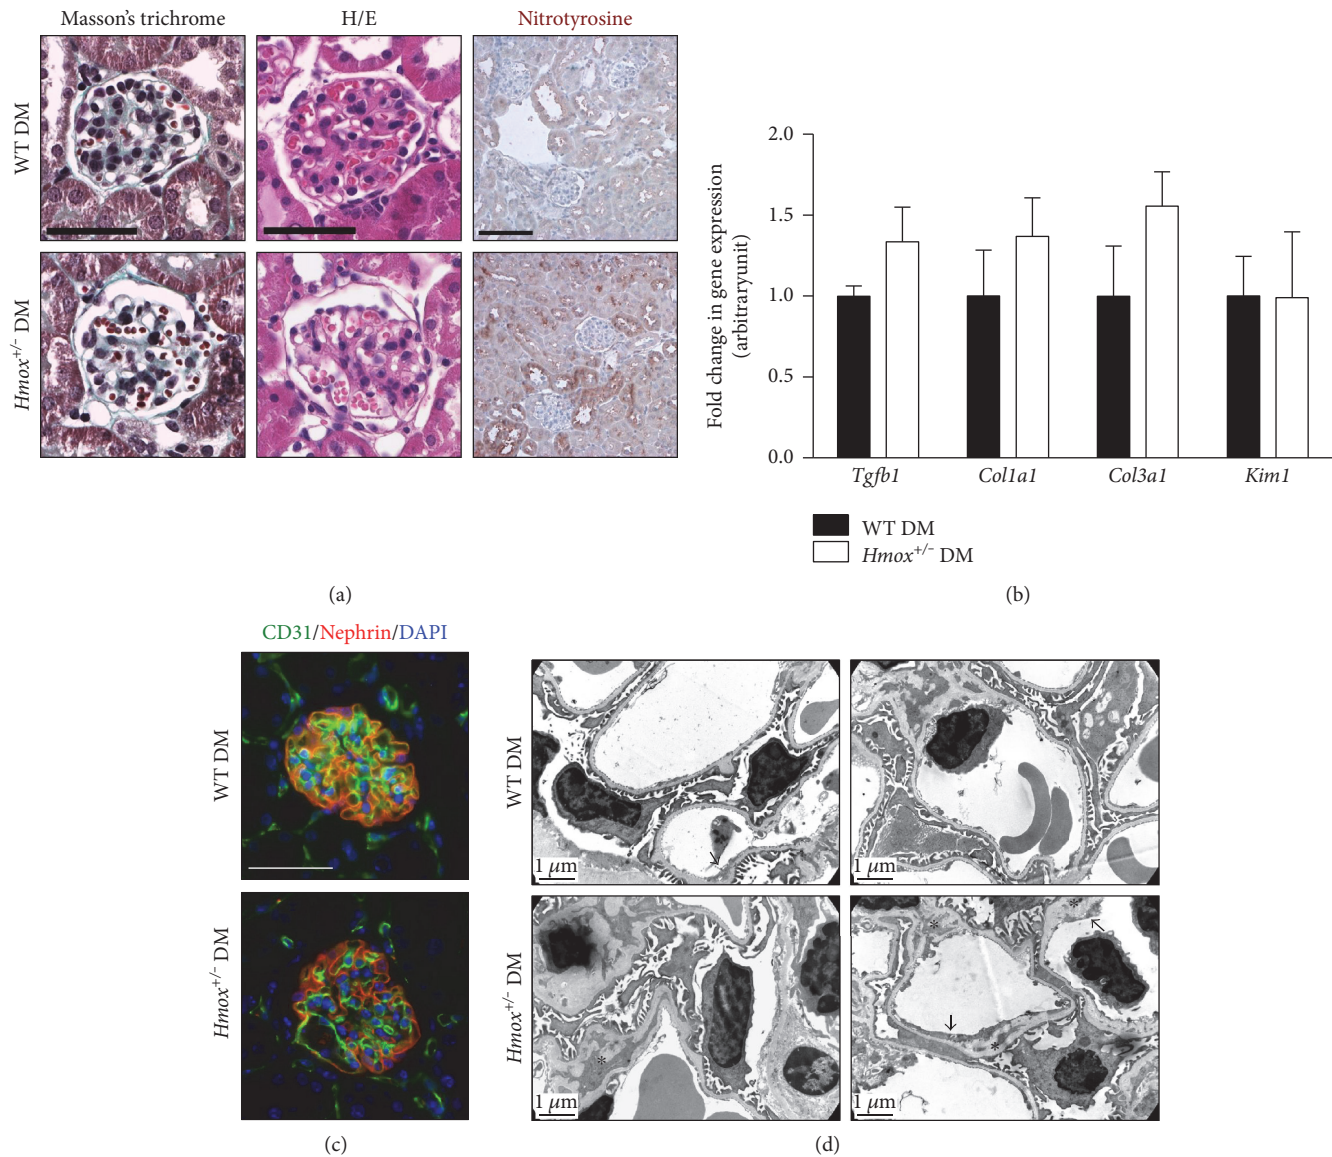 Masson's trichrome
H/E
Nitrotyrosine
WT DM
Hmox+/− DM
(a)
Fold change in gene expression
(arbitraryunit)
2.0
1.5
1.0
0.5
0.0
Tgfb1
Col1a1
Col3a1
Kim1
WT DM
Hmox+/− DM
(b)
CD31/Nephrin/DAPI
WT DM
Hmox+/− DM
(c)
WT DM
1 μm
1 μm
Hmox+/− DM
*
1 μm
*
*
*
1 μm
(d)